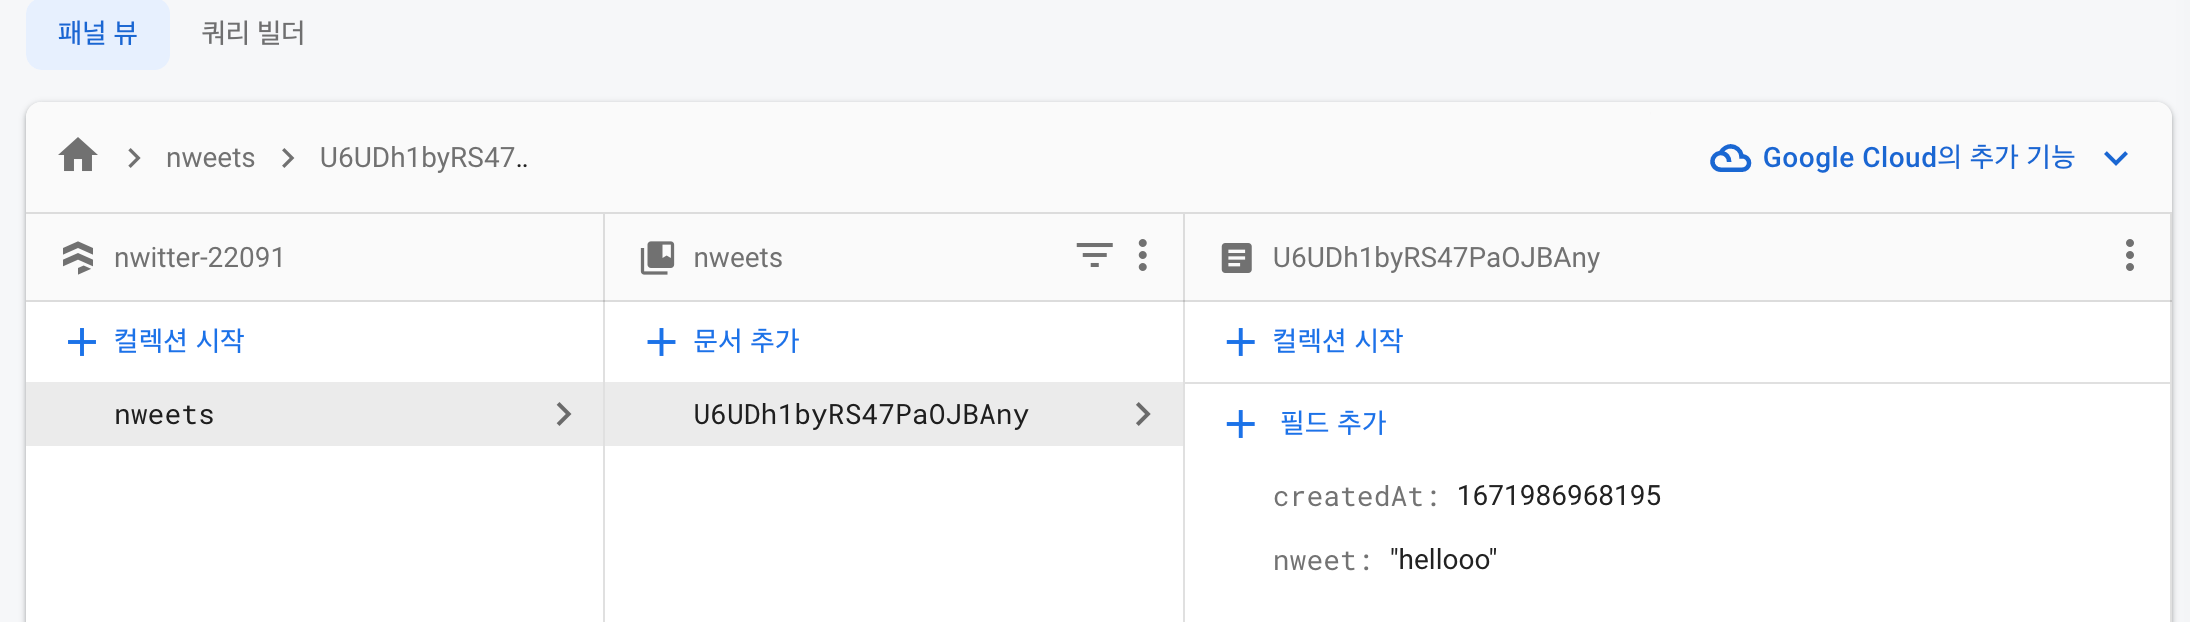 패널 뷰 쿼리 빌더
nweets U6UDh1byRS47.. Google Cloud의 추가 기능
nwitter-22091 nweets U6UDh1byRS47PaOJBAny
컬렉션 시작 문서 추가 컬렉션 시작
nweets U6UDh1byRS47PaOJBAny 필드 추가
createdAt: 1671986968195
nweet: "hellooo"